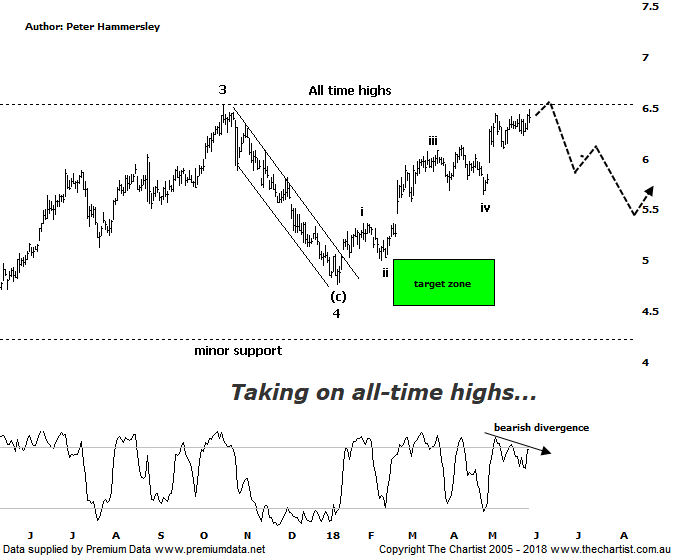 7.5
Author: Peter Hammersley
7
3
All time highs
6.5
iii
6
i
iv
5.5
ii
5
target zone
(c)
4
4.5
minor support
4
Taking on all-time highs...
bearish divergence
J J A S O N D 18 F M A M J J A
Data supplied by Premium Data www.premiumdata.net
Copyright The Chartist 2005 - 2018 www.thechartist.com.au